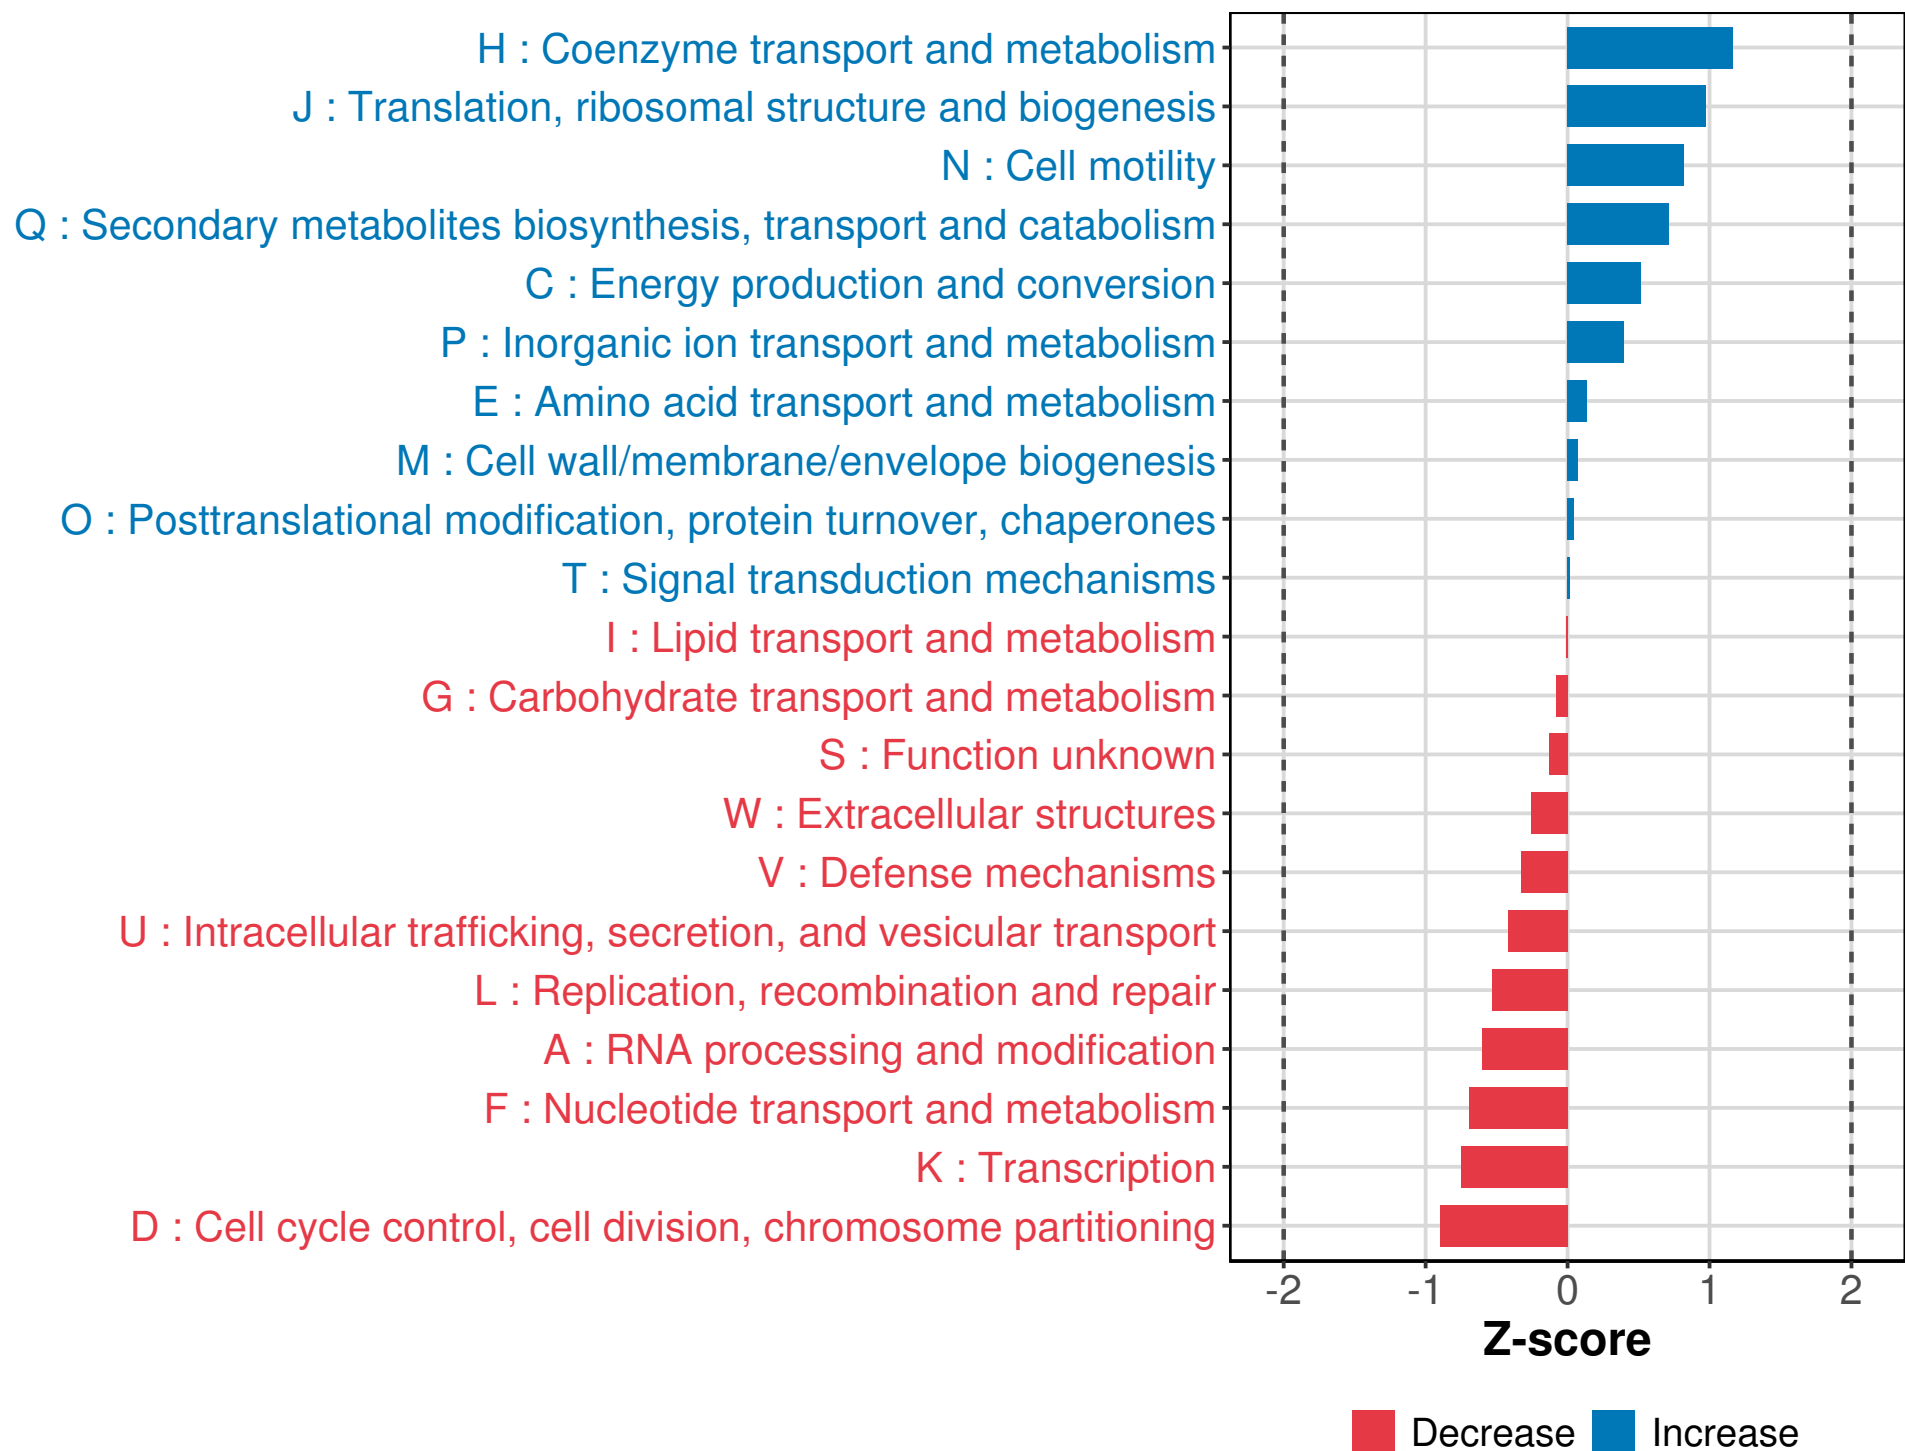 H : Coenzyme transport and metabolism
J : Translation, ribosomal structure and biogenesis
N : Cell motility
Q : Secondary metabolites biosynthesis, transport and catabolism
C : Energy production and conversion
P : Inorganic ion transport and metabolism
E : Amino acid transport and metabolism
M : Cell wall/membrane/envelope biogenesis
O : Posttranslational modification, protein turnover, chaperones
T : Signal transduction mechanisms
I : Lipid transport and metabolism
G : Carbohydrate transport and metabolism
S : Function unknown
W : Extracellular structures
V : Defense mechanisms
U : Intracellular trafficking, secretion, and vesicular transport
L : Replication, recombination and repair
A : RNA processing and modification
F : Nucleotide transport and metabolism
K : Transcription
D : Cell cycle control, cell division, chromosome partitioning
-2 -1 0 1 2
Z-score
Decrease Increase